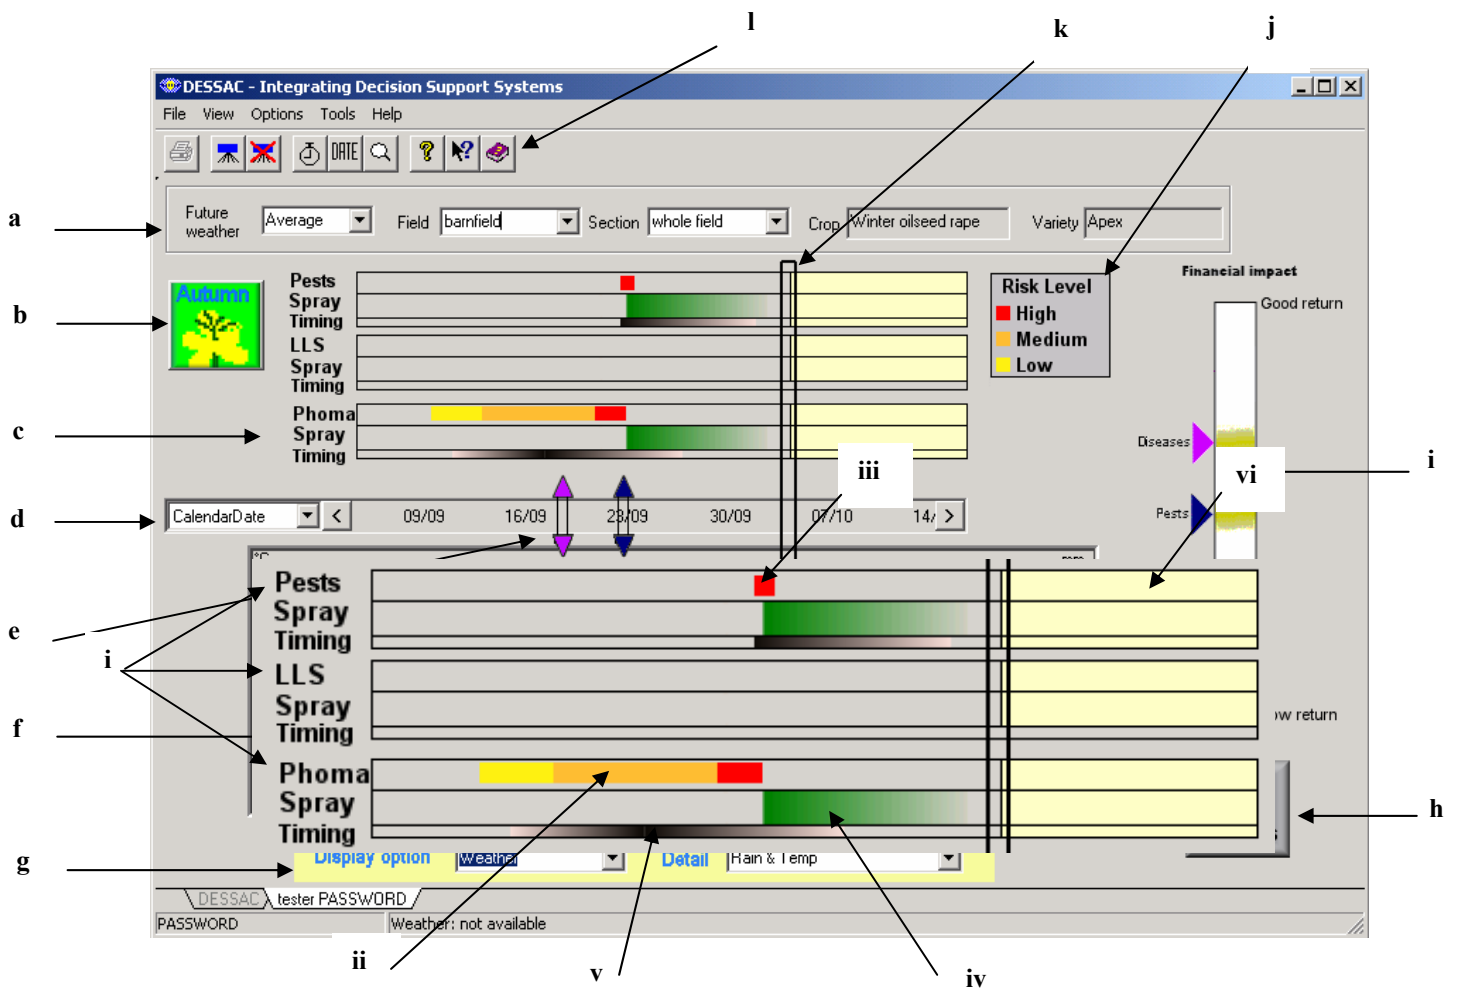 l
k
j
DESSAC - Integrating Decision Support Systems
File View Options Tools Help
DATE
a
Future weather Average Field barnfield Section whole field Crop Winter oilseed rape Variety Apex
b
Autumn
Pests
Spray
Timing
LLS
Spray
Timing
Risk Level
High
Medium
Low
Financial impact
Good return
c
Phoma
Spray
Timing
Diseases
iii
vi
i
d
CalendarDate < 09/09 16/09 23/09 30/09 07/10 14/ >
Pests
°C
e
i
Pests
Spray
Timing
LLS
Spray
Timing
f
ow return
Phoma
Spray
Timing
h
g
Display option Weather Detail Rain & Temp
DESSAC tester PASSWORD
PASSWORD Weather: not available
ii
v
iv